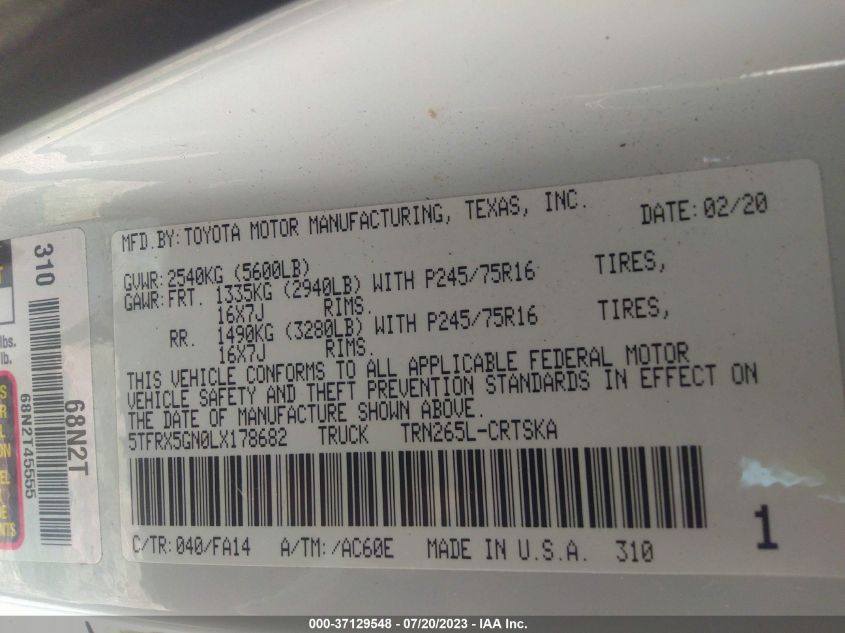 MFD.BY:TOYOTA MOTOR MANUFACTURING, TEXAS, INC. DATE:02/20
GVWR:2540KG (5600LB)
GAWR:FRT. 1335KG (2940LB) WITH P245/75R16 TIRES,
16X7J RIMS.
RR. 1490KG (3280LB) WITH P245/75R16 TIRES,
16X7J RIMS.
THIS VEHICLE CONFORMS TO ALL APPLICABLE FEDERAL MOTOR
VEHICLE SAFETY AND THEFT PREVENTION STANDARDS IN EFFECT ON
THE DATE OF MANUFACTURE SHOWN ABOVE.
5TFRX5GN0LX178682 TRUCK TRN265L-CRTSKA
C/TR:040/FA14 A/TM:/AC60E MADE IN U.S.A. 310
1
310
68N2T45555
68N2T
lbs.
lb.
000-37129548 - 07/20/2023 - IAA Inc.